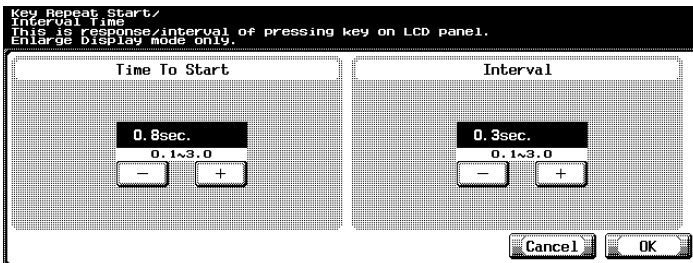 Key Repeat Start/
Interval Time
This is response/interval of pressing key on LCD panel.
Enlarge Display mode only.
Time To Start
Interval
0.8sec.
0.3sec.
0.1~3.0
0.1~3.0
− +
− +
Cancel OK